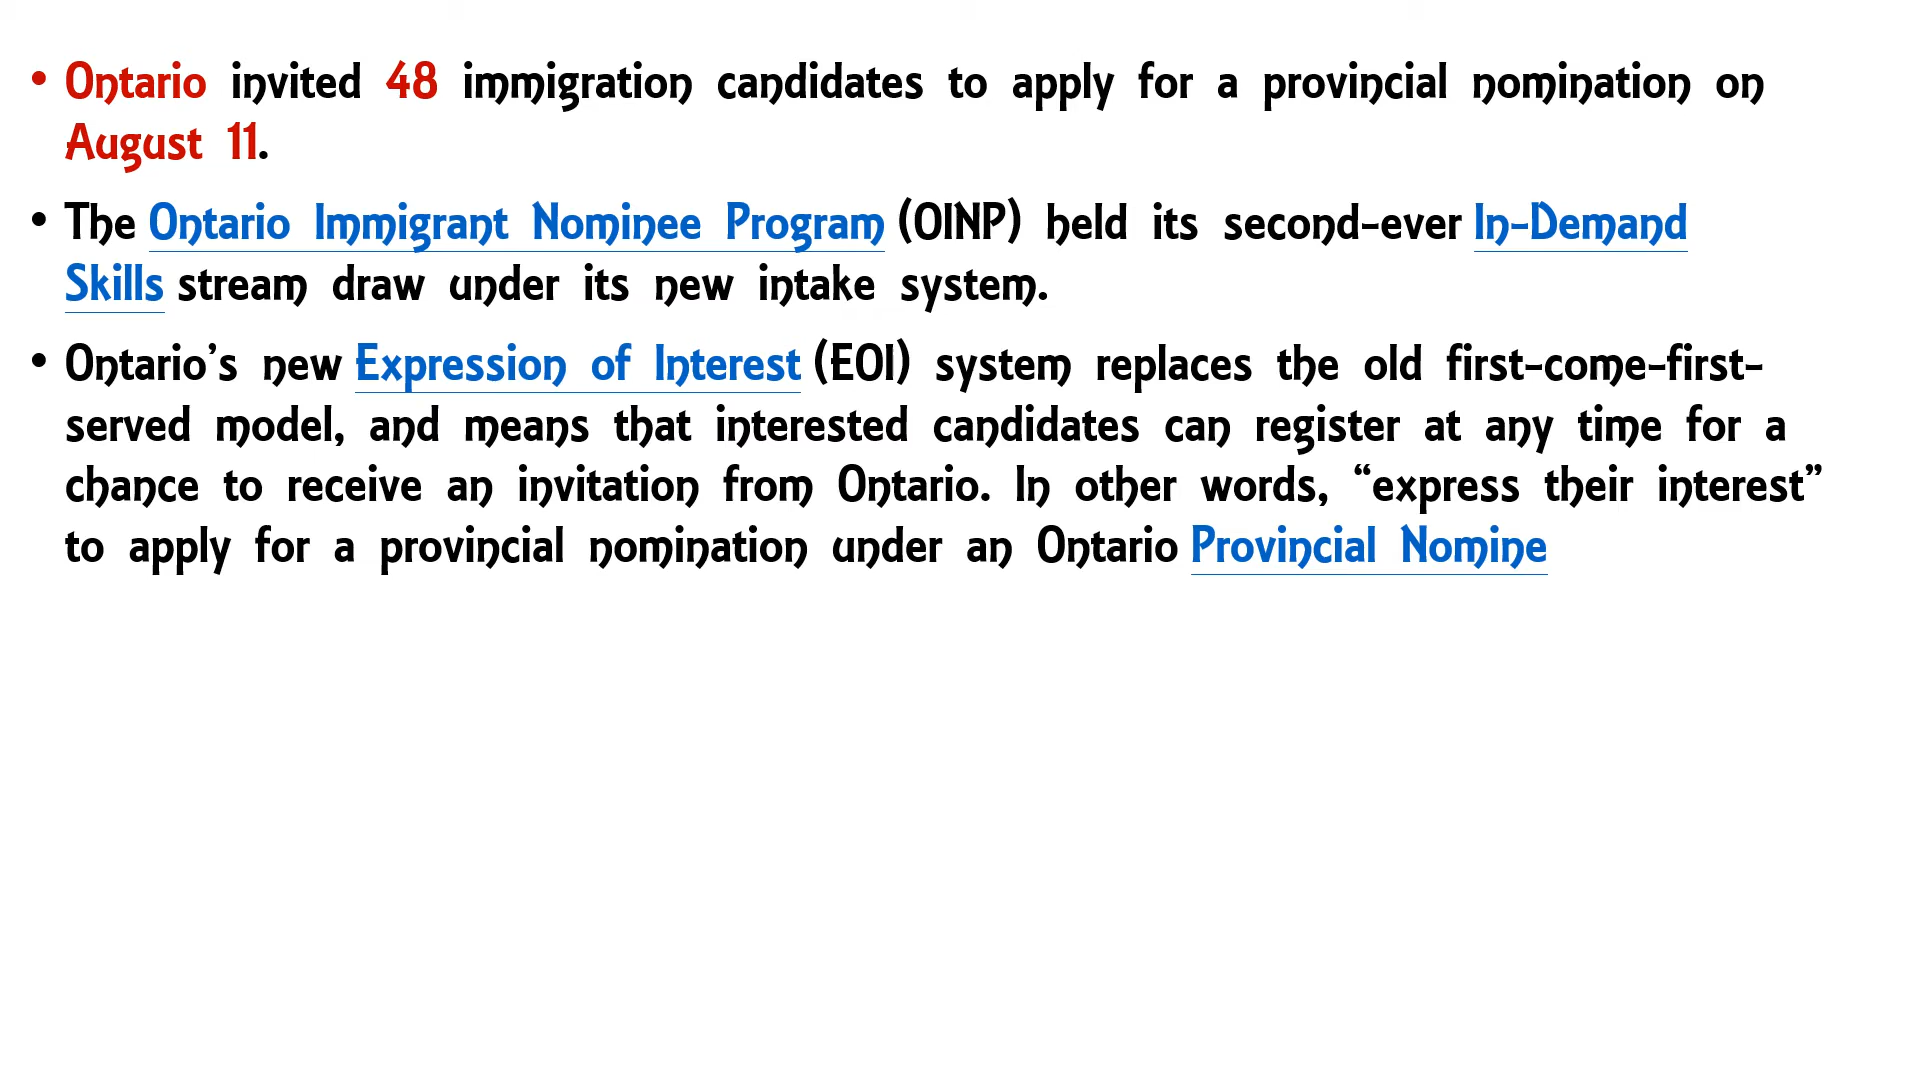 • Ontario invited 48 immigration candidates to apply for a provincial nomination on
August 11.
• The Ontario Immigrant Nominee Program (OINP) held its second-ever In-Demand
Skills stream draw under its new intake system.
• Ontario’s new Expression of Interest (EOI) system replaces the old first-come-first-
served model, and means that interested candidates can register at any time for a
chance to receive an invitation from Ontario. In other words, “express their interest”
to apply for a provincial nomination under an Ontario Provincial Nomine